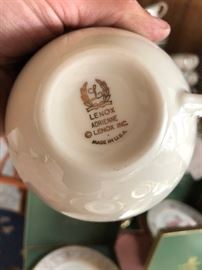 L
LENOX
ADRIENNE
© LENOX INC.
MADE IN U.S.A.